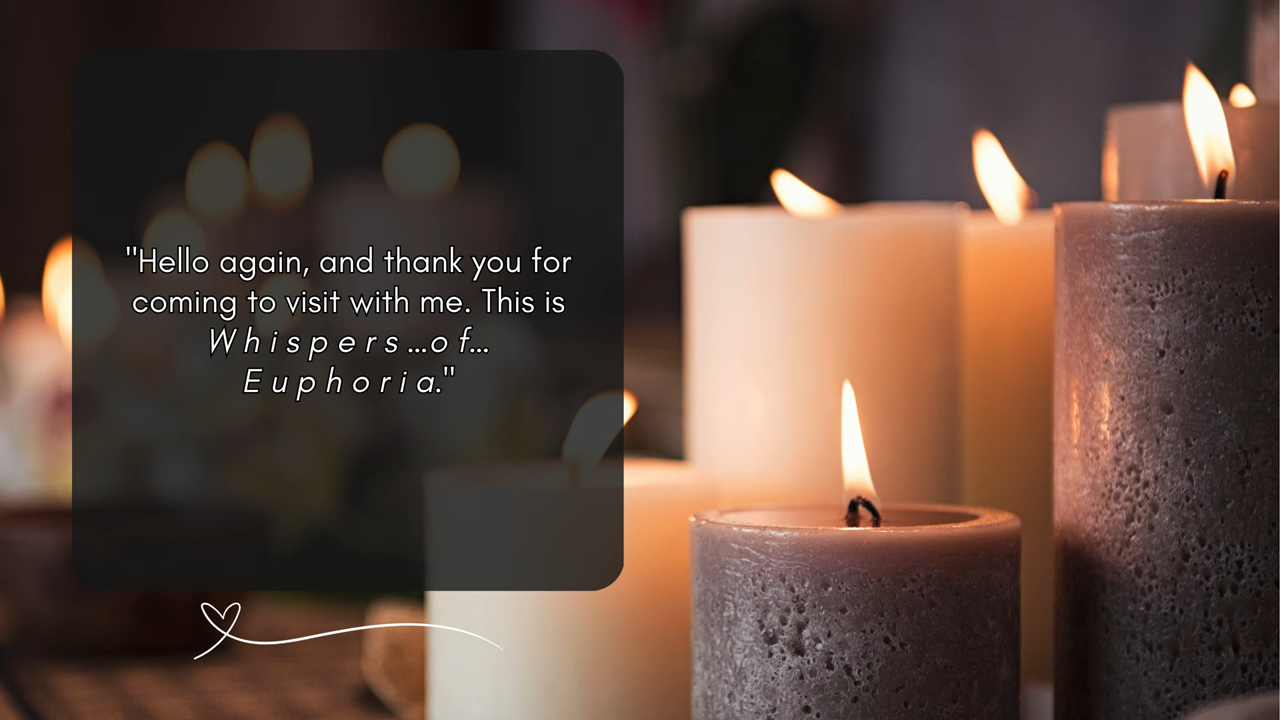 "Hello again, and thank you for
coming to visit with me. This is
W h i s p e r s ...o f...
E u p h o r i a."